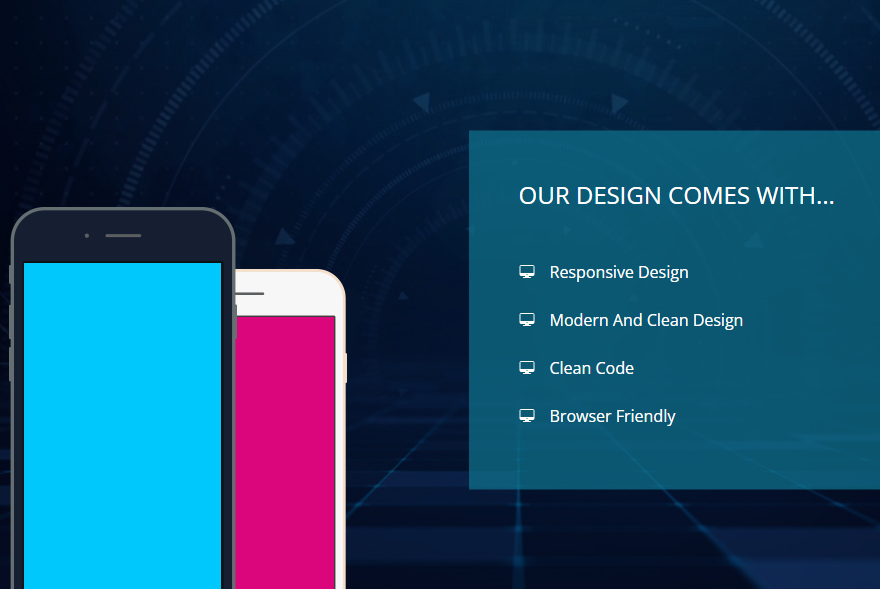 OUR DESIGN COMES WITH...
Responsive Design
Modern And Clean Design
Clean Code
Browser Friendly